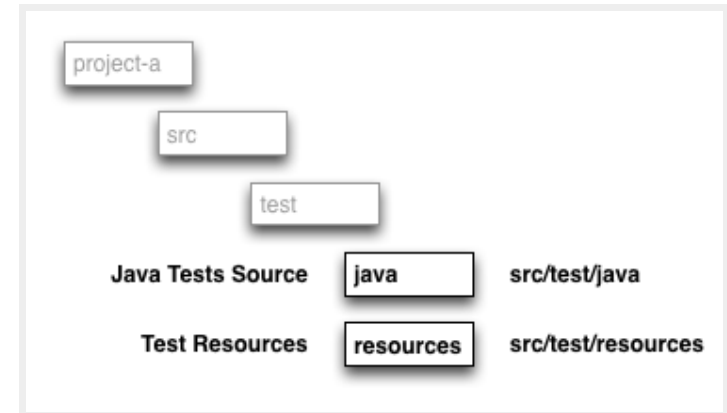 project-a
src
test
Java Tests Source java src/test/java
Test Resources resources src/test/resources